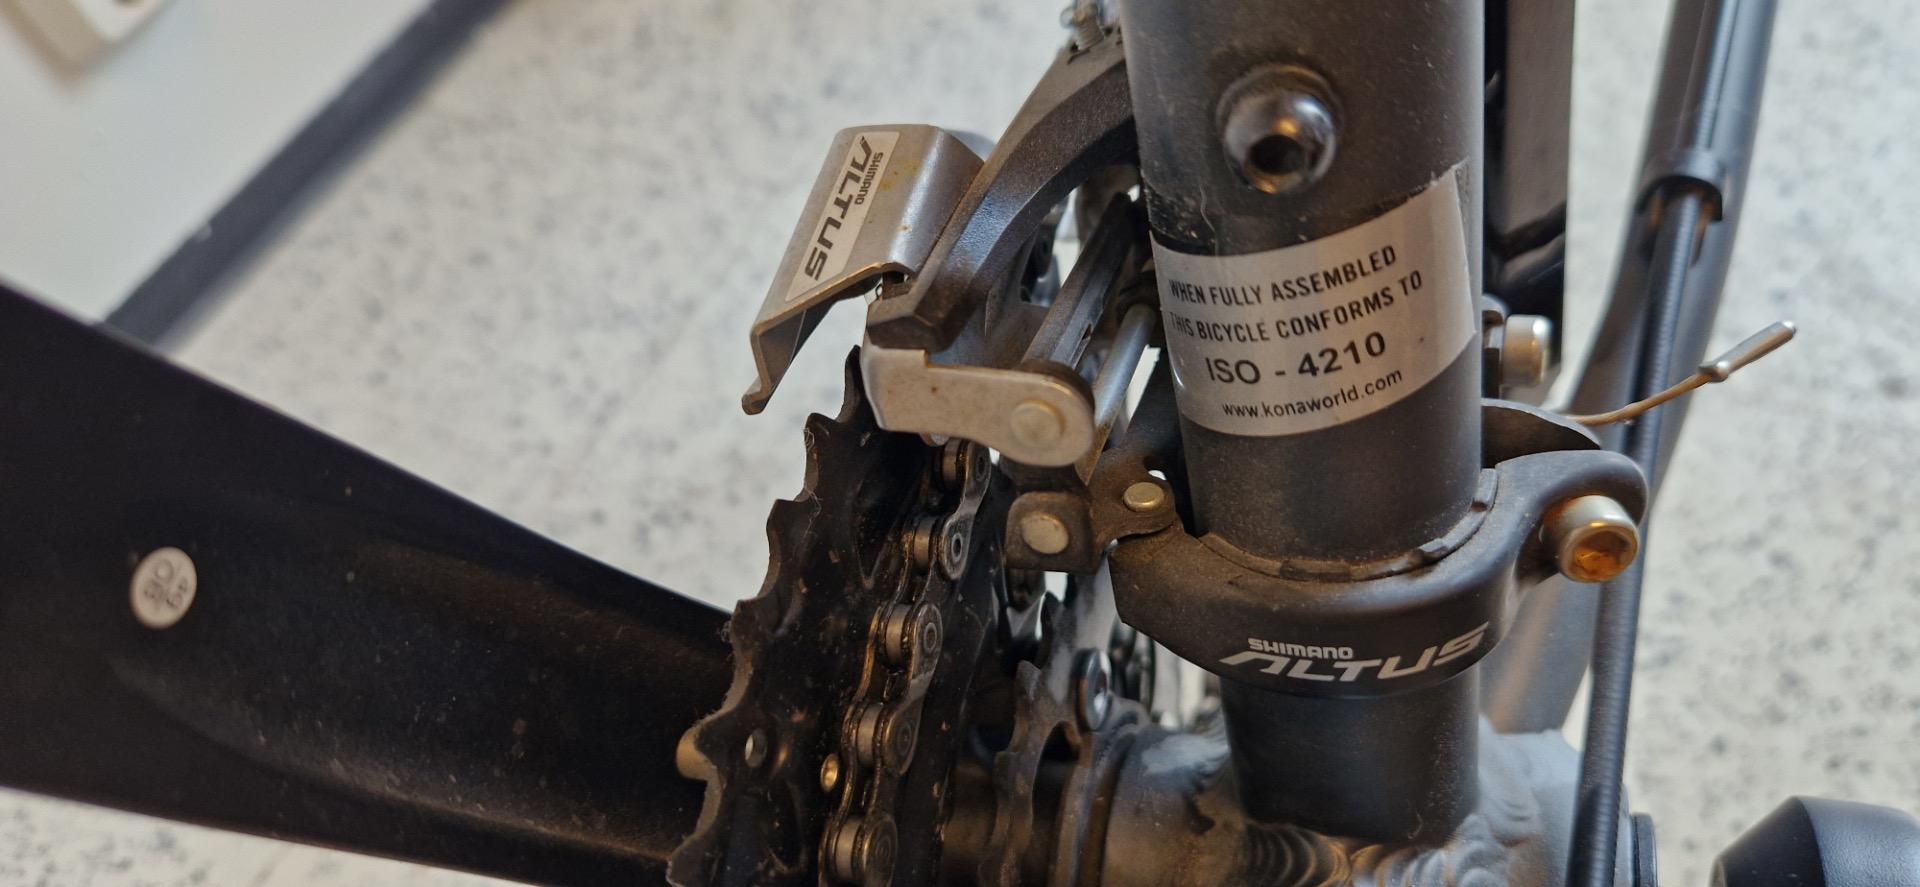 SHIMANO
ALTUS
WHEN FULLY ASSEMBLED
THIS BICYCLE CONFORMS TO
ISO - 4210
www.konaworld.com
SHIMANO
ALTUS